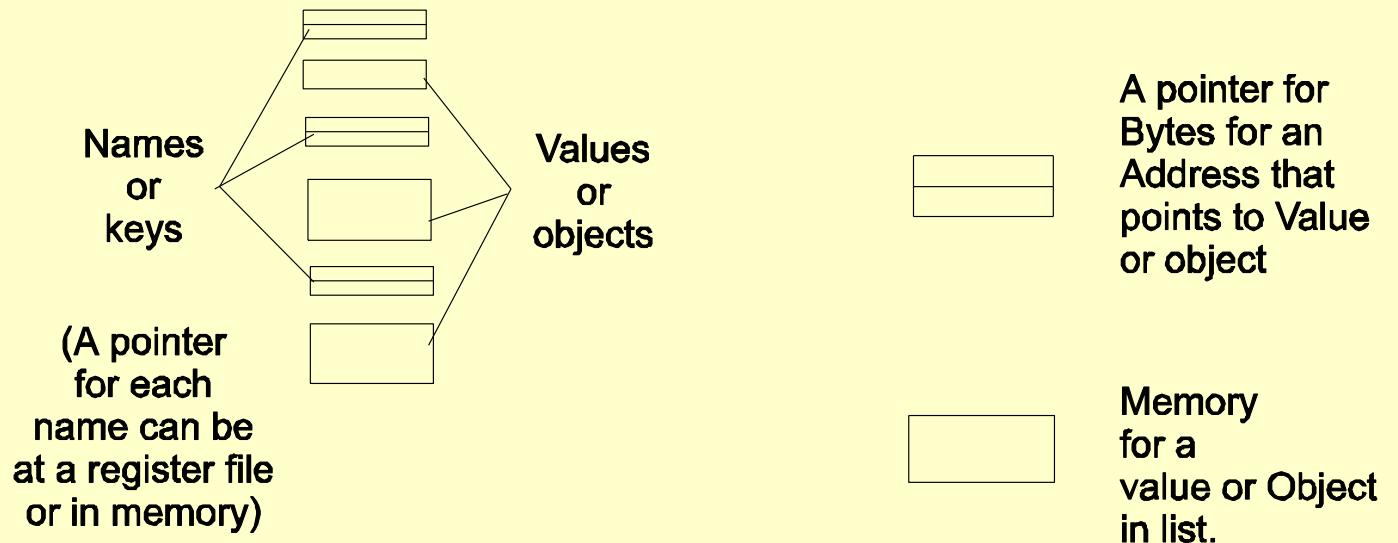 Names
or
keys
(A pointer
for each
name can be
at a register file
or in memory)
Values
or
objects
A pointer for
Bytes for an
Address that
points to Value
or object
Memory
for a
value or Object
in list.